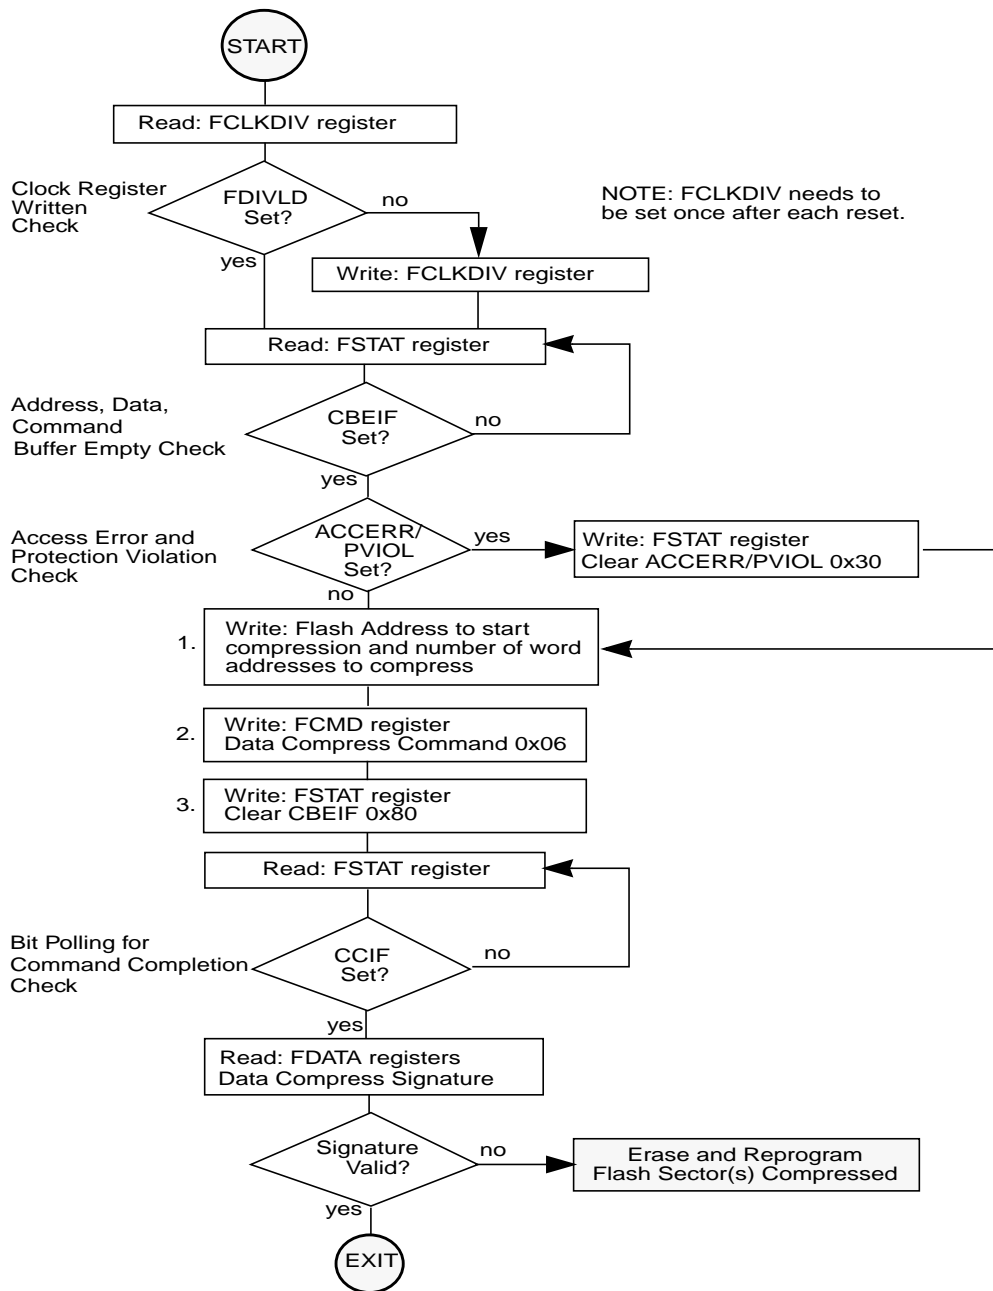 START
Read: FCLKDIV register
Clock Register
Written
Check
FDIVLD
Set?
no
NOTE: FCLKDIV needs to
be set once after each reset.
yes
Write: FCLKDIV register
Read: FSTAT register
Address, Data,
Command
Buffer Empty Check
CBEIF
Set?
no
yes
Access Error and
Protection Violation
Check
ACCERR/
PVIOL
Set?
yes
Write: FSTAT register
Clear ACCERR/PVIOL 0x30
no
1.
Write: Flash Address to start
compression and number of word
addresses to compress
2.
Write: FCMD register
Data Compress Command 0x06
3.
Write: FSTAT register
Clear CBEIF 0x80
Read: FSTAT register
Bit Polling for
Command Completion
Check
CCIF
Set?
no
yes
Read: FDATA registers
Data Compress Signature
Signature
Valid?
no
Erase and Reprogram
Flash Sector(s) Compressed
yes
EXIT